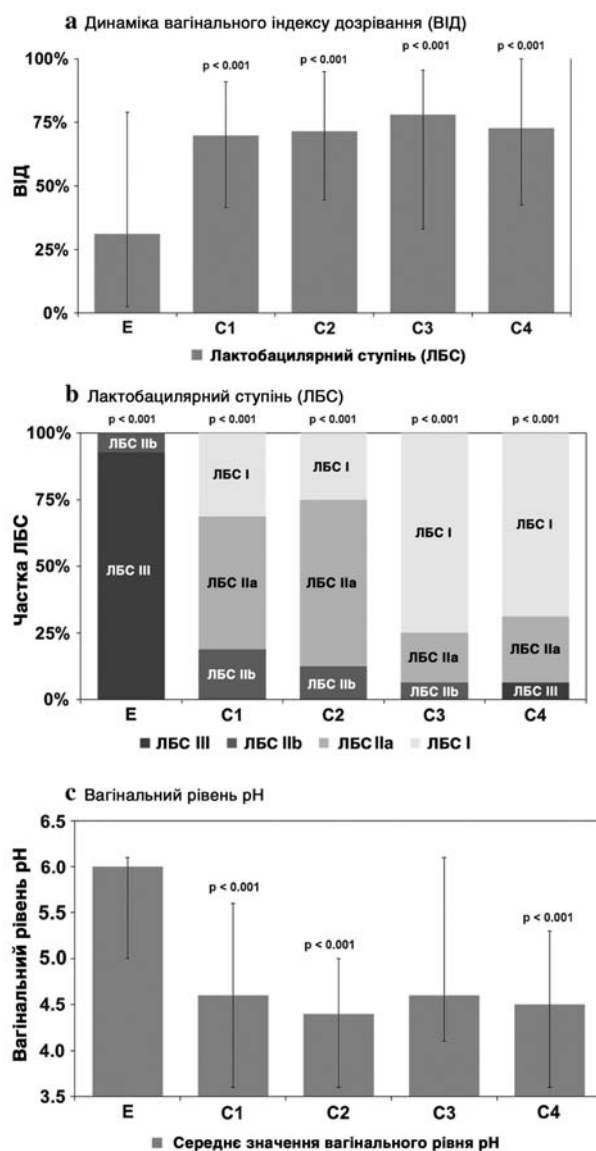 a Динаміка вагінального індексу дозрівання (ВІД)
100%
75%
50%
25%
0%
ВІД
p < 0.001 p < 0.001 p < 0.001 p < 0.001
E C1 C2 C3 C4
Лактобацилярний ступінь (ЛБС)
b Лактобацилярний ступінь (ЛБС)
p < 0.001 p < 0.001 p < 0.001 p < 0.001 p < 0.001
100%
75%
50%
25%
0%
Частка ЛБС
ЛБС IIb
ЛБС III
ЛБС I
ЛБС IIa
ЛБС IIb
ЛБС I
ЛБС IIa
ЛБС IIb
ЛБС I
ЛБС IIa
ЛБС IIb
ЛБС I
ЛБС IIa
ЛБС III
E C1 C2 C3 C4
ЛБС III ЛБС IIb ЛБС IIa ЛБС I
c Вагінальний рівень pH
6.5
6.0
5.5
5.0
4.5
4.0
3.5
Вагінальний рівень pH
p < 0.001
p < 0.001
p < 0.001
E C1 C2 C3 C4
Середнє значення вагінального рівня pH